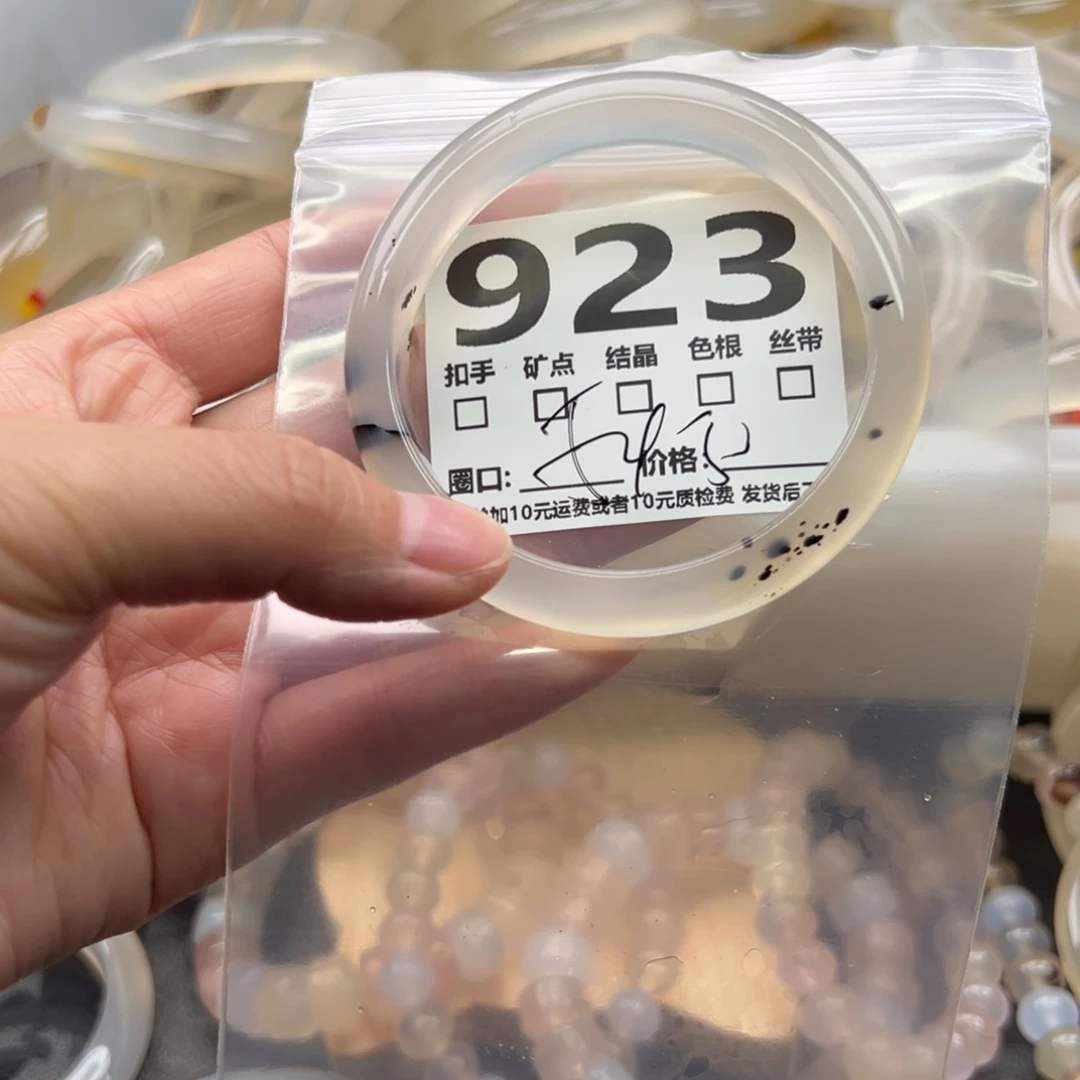 923
扣手 矿点 结晶 色根 丝带
圈口: 价格:
加10元运费或者10元质检费 发货后